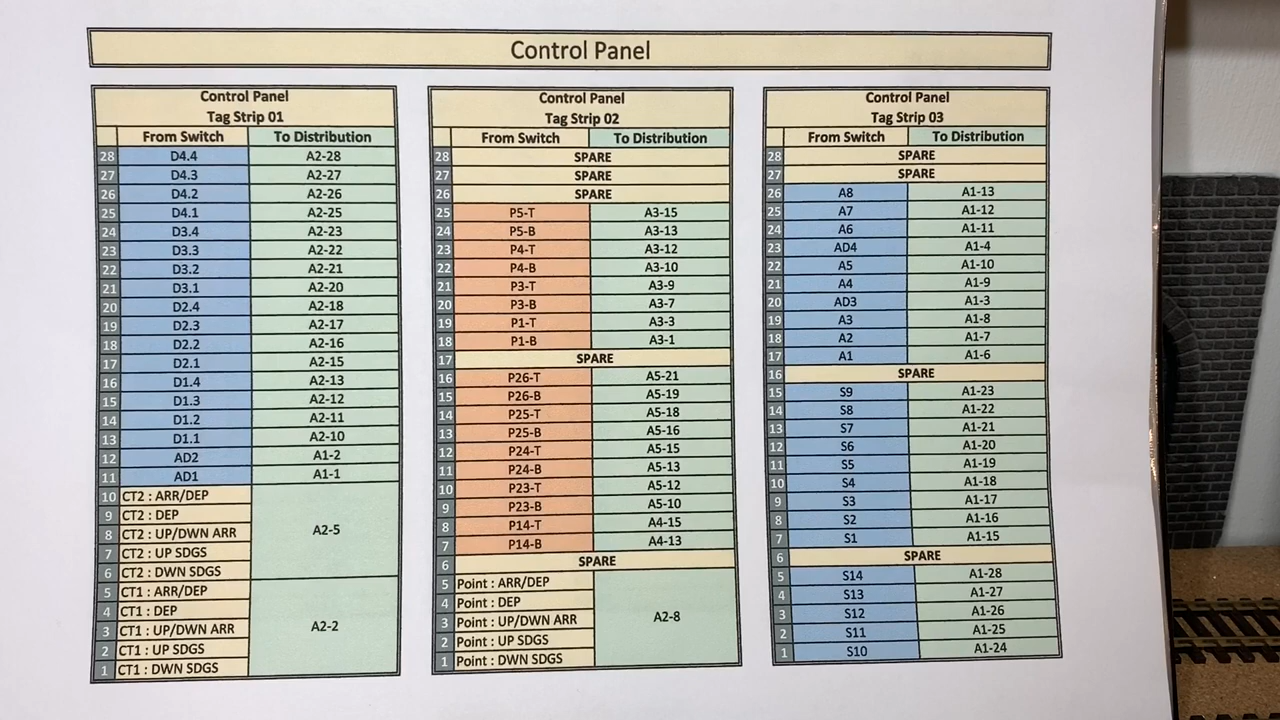 Control Panel
Control Panel
Tag Strip 01
From Switch To Distribution
28 D4.4 A2-28
27 D4.3 A2-27
26 D4.2 A2-26
25 D4.1 A2-25
24 D3.4 A2-23
23 D3.3 A2-22
22 D3.2 A2-21
21 D3.1 A2-20
20 D2.4 A2-18
19 D2.3 A2-17
18 D2.2 A2-16
17 D2.1 A2-15
16 D1.4 A2-13
15 D1.3 A2-12
14 D1.2 A2-11
13 D1.1 A2-10
12 AD2 A1-2
11 AD1 A1-1
10 CT2 : ARR/DEP
9 CT2 : DEP
8 CT2 : UP/DWN ARR A2-5
7 CT2 : UP SDGS
6 CT2 : DWN SDGS
5 CT1 : ARR/DEP
4 CT1 : DEP
3 CT1 : UP/DWN ARR A2-2
2 CT1 : UP SDGS
1 CT1 : DWN SDGS
Control Panel
Tag Strip 02
From Switch To Distribution
28 SPARE
27 SPARE
26 SPARE
25 P5-T A3-15
24 P5-B A3-13
23 P4-T A3-12
22 P4-B A3-10
21 P3-T A3-9
20 P3-B A3-7
19 P1-T A3-3
18 P1-B A3-1
17 SPARE
16 P26-T A5-21
15 P26-B A5-19
14 P25-T A5-18
13 P25-B A5-16
12 P24-T A5-15
11 P24-B A5-13
10 P23-T A5-12
9 P23-B A5-10
8 P14-T A4-15
7 P14-B A4-13
6 SPARE
5 Point : ARR/DEP
4 Point : DEP
3 Point : UP/DWN ARR A2-8
2 Point : UP SDGS
1 Point : DWN SDGS
Control Panel
Tag Strip 03
From Switch To Distribution
28 SPARE
27 SPARE
26 A8 A1-13
25 A7 A1-12
24 A6 A1-11
23 AD4 A1-4
22 A5 A1-10
21 A4 A1-9
20 AD3 A1-3
19 A3 A1-8
18 A2 A1-7
17 A1 A1-6
16 SPARE
15 S9 A1-23
14 S8 A1-22
13 S7 A1-21
12 S6 A1-20
11 S5 A1-19
10 S4 A1-18
9 S3 A1-17
8 S2 A1-16
7 S1 A1-15
6 SPARE
5 S14 A1-28
4 S13 A1-27
3 S12 A1-26
2 S11 A1-25
1 S10 A1-24